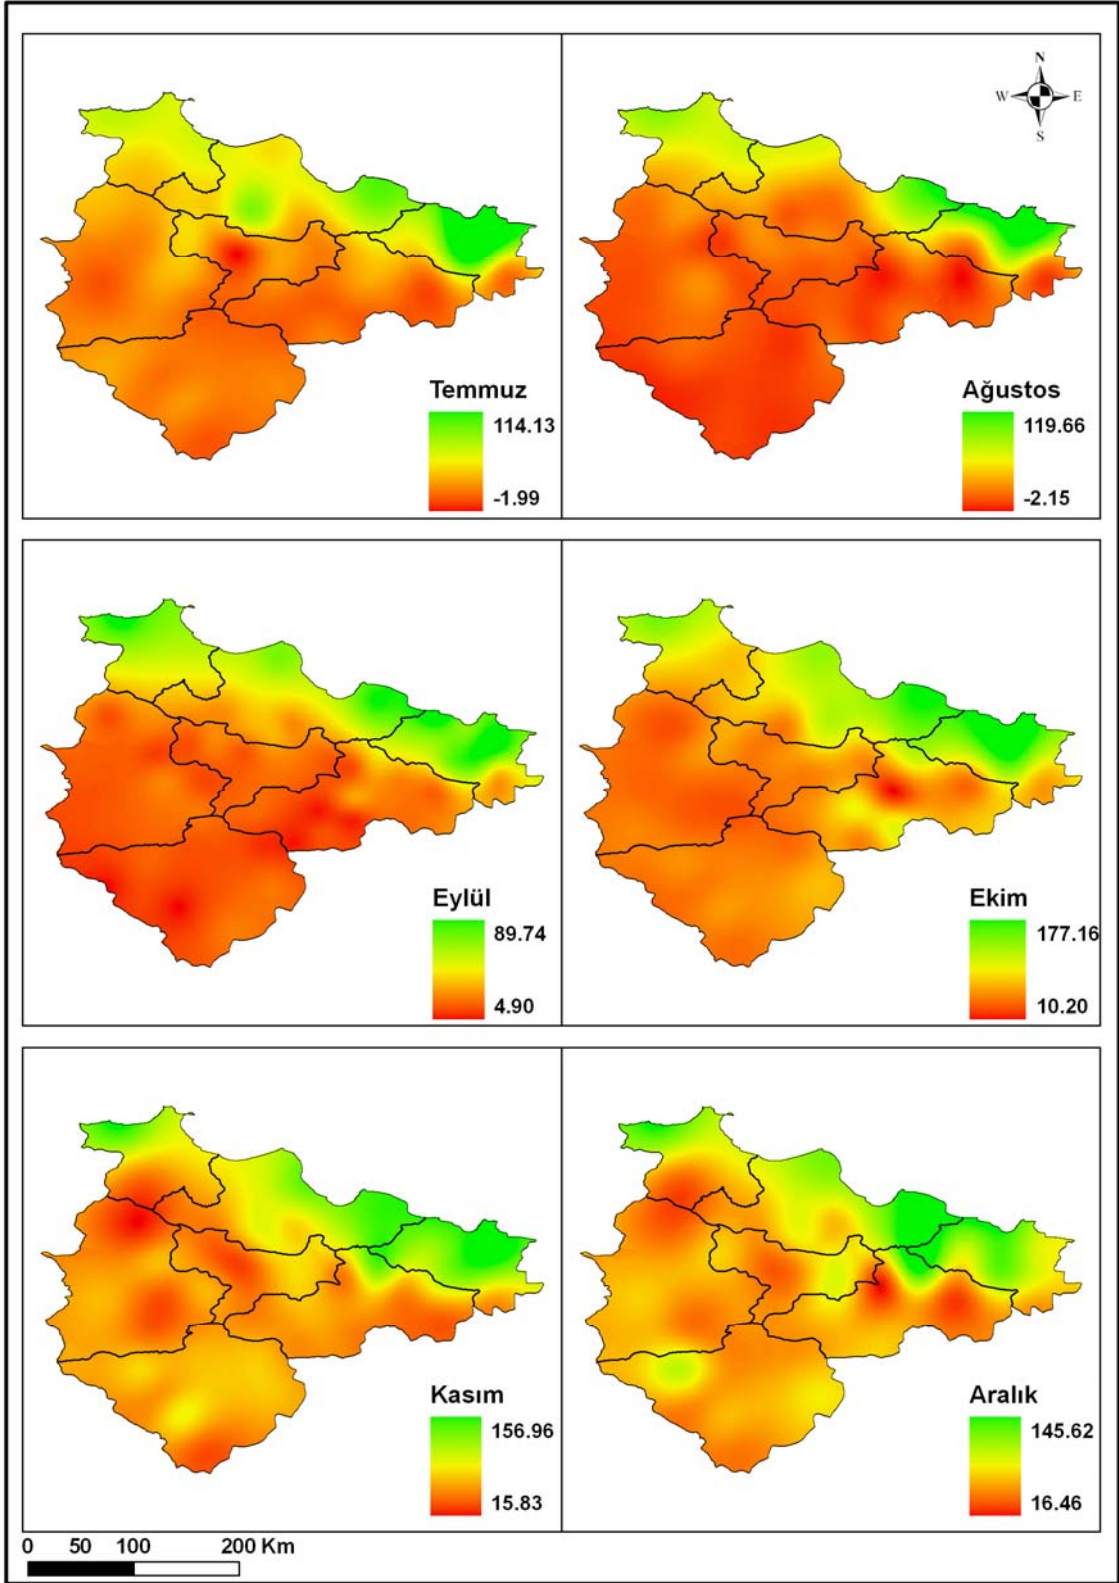 N
W E
S
Temmuz
114.13
-1.99
Ağustos
119.66
-2.15
Eylül
89.74
4.90
Ekim
177.16
10.20
Kasım
156.96
15.83
Aralık
145.62
16.46
0 50 100 200 Km